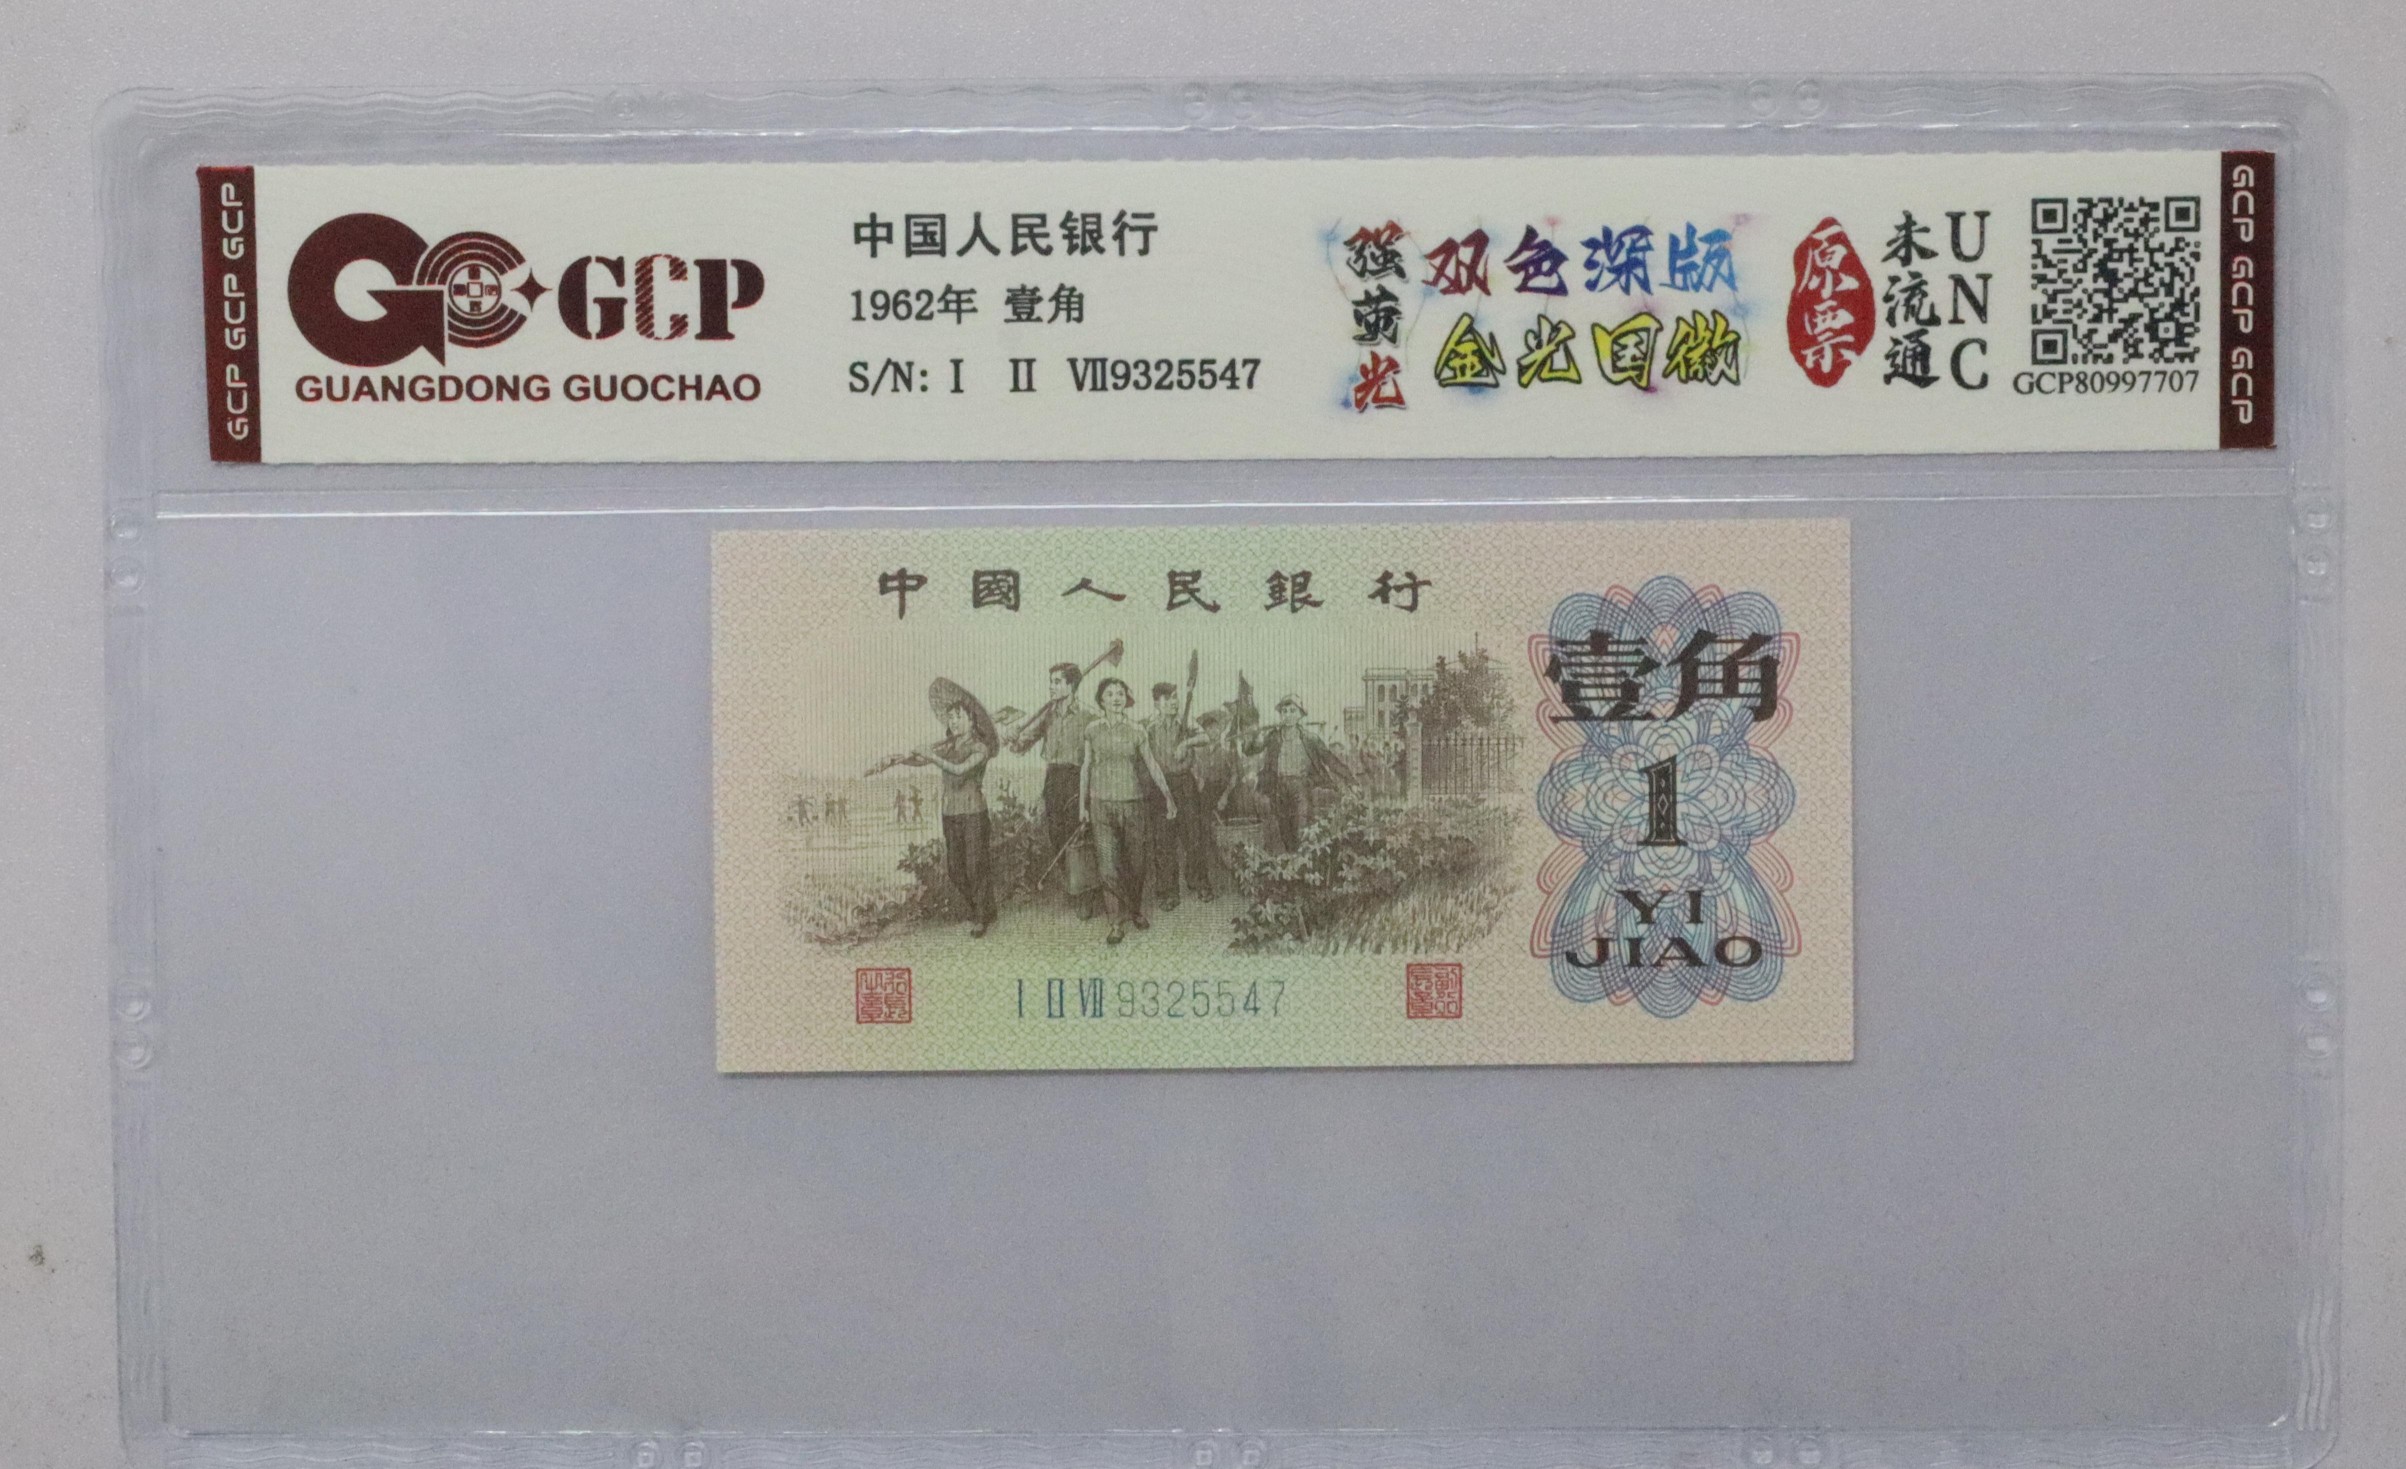 GCP GCP GCP
GCP
GUANGDONG GUOCHAO
中国人民银行
1962年 壹角
S/N: I II VII9325547
强荧光
双色深版
金光国徽
原票
未流通
UNC
GCP80997707
GCP GCP GCP
中國人民銀行
壹角
1
YI
JIAO
I II VII 9325547